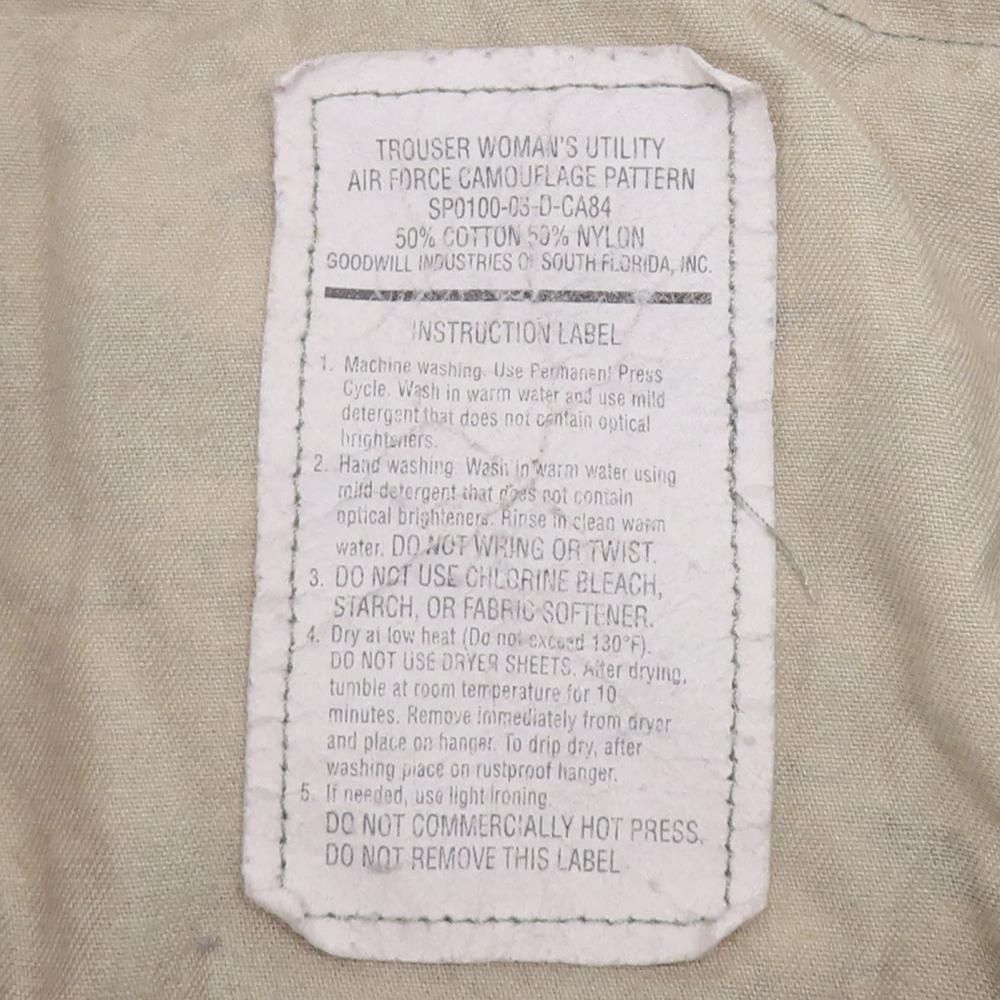 TROUSER WOMAN'S UTILITY
AIR FORCE CAMOUFLAGE PATTERN
SP0100-03-D-CA84
50% COTTON 50% NYLON
GOODWILL INDUSTRIES OF SOUTH FLORIDA, INC.
INSTRUCTION LABEL
1. Machine washing. Use Permanent Press
Cycle. Wash in warm water and use mild
detergent that does not contain optical
brighteners.
2. Hand washing. Wash in warm water using
mild detergent that does not contain
optical brighteners. Rinse in clean warm
water. DO NOT WRING OR TWIST.
3. DO NOT USE CHLORINE BLEACH,
STARCH, OR FABRIC SOFTENER.
4. Dry at low heat (Do not exceed 130°F).
DO NOT USE DRYER SHEETS. After drying,
tumble at room temperature for 10
minutes. Remove immediately from dryer
and place on hanger. To drip dry, after
washing place on rustproof hanger.
5. If needed, use light ironing.
DO NOT COMMERCIALLY HOT PRESS.
DO NOT REMOVE THIS LABEL